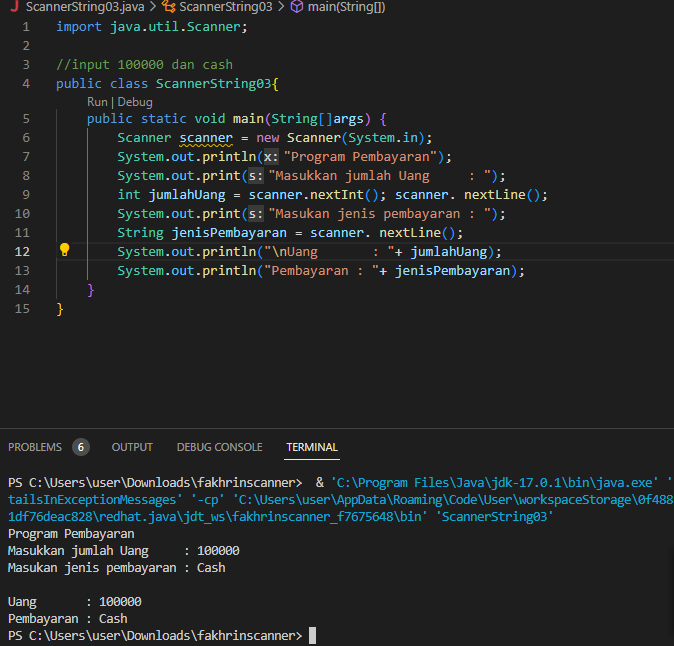 ScannerString03.java > ScannerString03 > main(String[])
1 import java.util.Scanner;
2
3 //input 100000 dan cash
4 public class ScannerString03{
Run | Debug
5 public static void main(String[]args) {
6 Scanner scanner = new Scanner(System.in);
7 System.out.println(x: "Program Pembayaran");
8 System.out.print(s: "Masukkan jumlah Uang     : ");
9 int jumlahUang = scanner.nextInt(); scanner. nextLine();
10 System.out.print(s: "Masukan jenis pembayaran : ");
11 String jenisPembayaran = scanner. nextLine();
12 System.out.println("\nUang       : "+ jumlahUang);
13 System.out.println("Pembayaran : "+ jenisPembayaran);
14 }
15 }
PROBLEMS 6 OUTPUT DEBUG CONSOLE TERMINAL
PS C:\Users\user\Downloads\fakhrinscanner>  & 'C:\Program Files\Java\jdk-17.0.1\bin\java.exe' '
tailsInExceptionMessages' '-cp' 'C:\Users\user\AppData\Roaming\Code\User\workspaceStorage\0f488
1df76deac828\redhat.java\jdt_ws\fakhrinscanner_f7675648\bin' 'ScannerString03'
Program Pembayaran
Masukkan jumlah Uang     : 100000
Masukan jenis pembayaran : Cash
Uang       : 100000
Pembayaran : Cash
PS C:\Users\user\Downloads\fakhrinscanner>